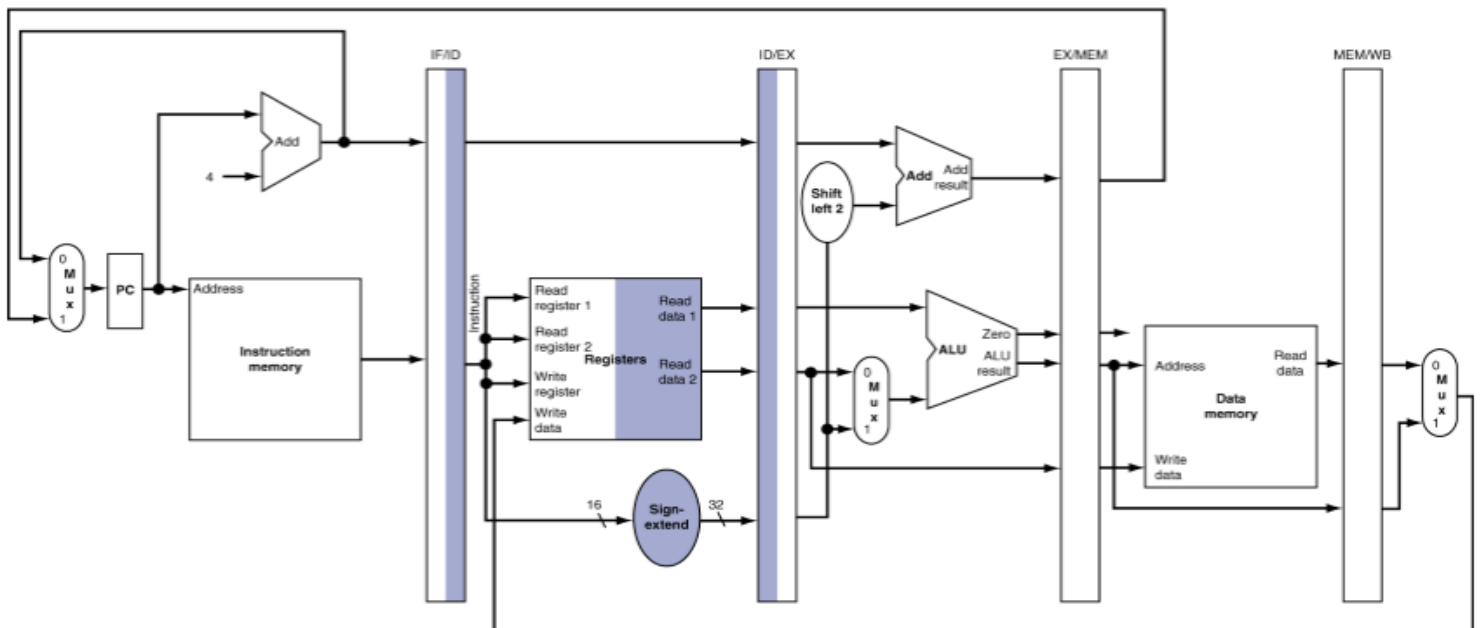 IF/ID
ID/EX
EX/MEM
MEM/WB
Add
4
Add
Add
result
Shift
left 2
0
M
u
x
1
PC
Address
Instruction
memory
Instruction
Read
register 1
Read
register 2
Write
register
Write
data
Registers
Read
data 1
Read
data 2
16
Sign-
extend
32
0
M
u
x
1
Zero
ALU
ALU
result
Address
Read
data
Data
memory
Write
data
0
M
u
x
1